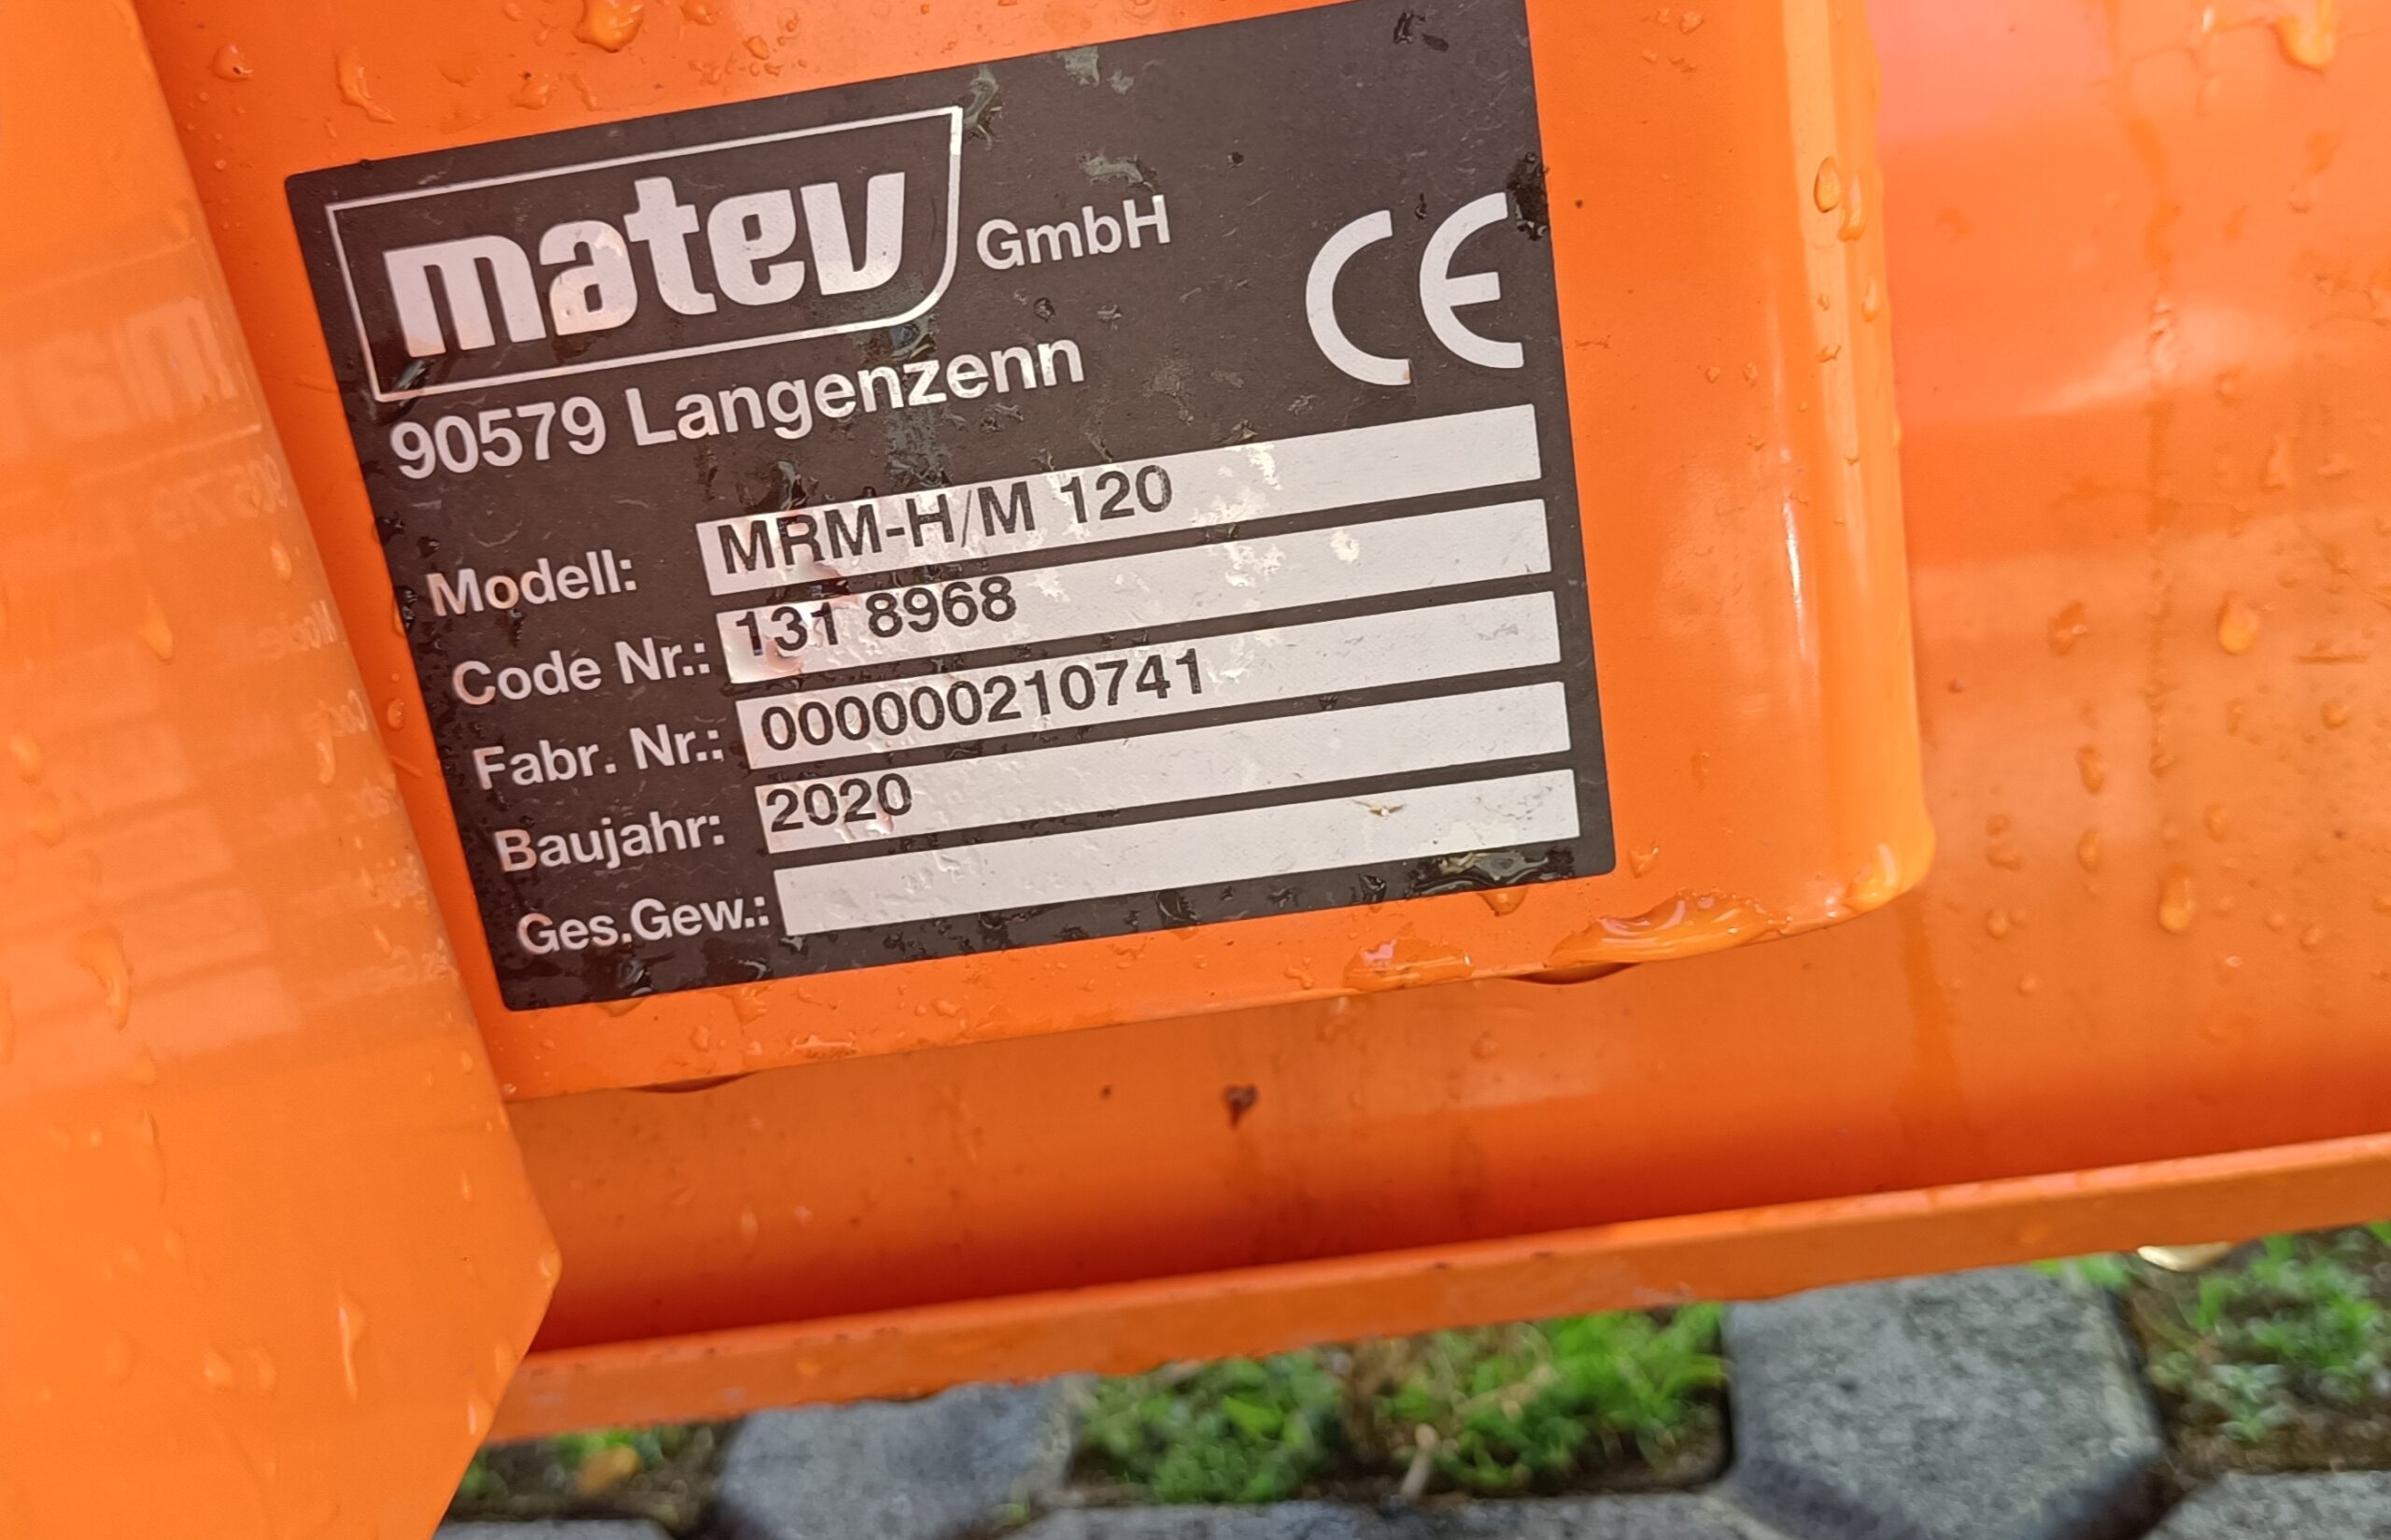 matev GmbH
CE
90579 Langenzenn
Modell: MRM-H/M 120
Code Nr.: 131 8968
Fabr. Nr.: 000000210741
Baujahr: 2020
Ges.Gew.: